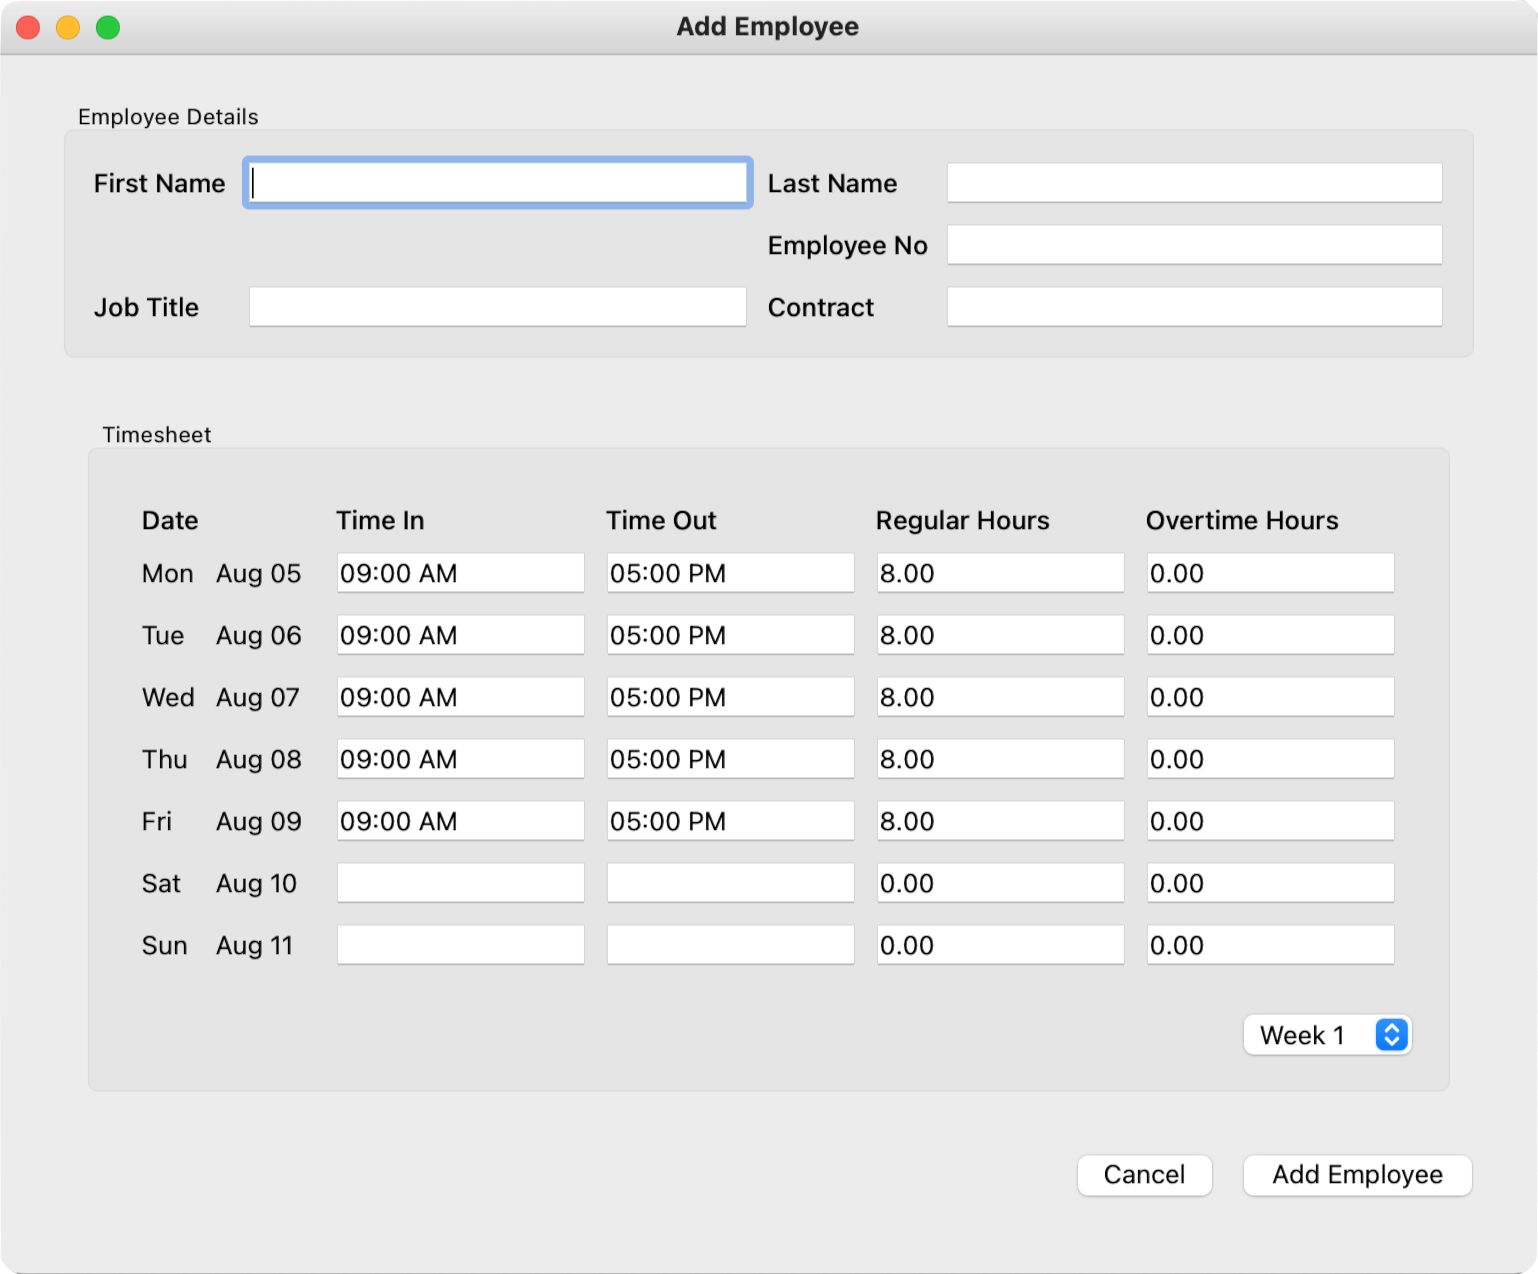 Add Employee
Employee Details
First Name Last Name
Employee No
Job Title Contract
Timesheet
Date Time In Time Out Regular Hours Overtime Hours
Mon Aug 05 09:00 AM 05:00 PM 8.00 0.00
Tue Aug 06 09:00 AM 05:00 PM 8.00 0.00
Wed Aug 07 09:00 AM 05:00 PM 8.00 0.00
Thu Aug 08 09:00 AM 05:00 PM 8.00 0.00
Fri Aug 09 09:00 AM 05:00 PM 8.00 0.00
Sat Aug 10 0.00 0.00
Sun Aug 11 0.00 0.00
Week 1
Cancel Add Employee